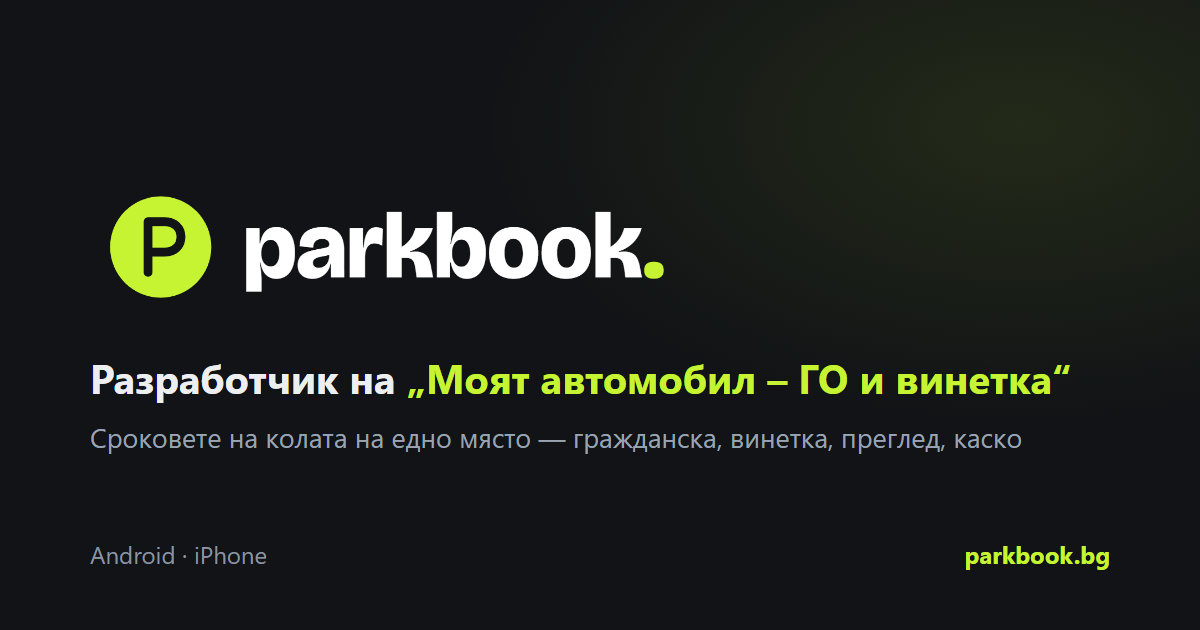 P parkbook.
Разработчик на „Моят автомобил – ГО и винетка“
Сроковете на колата на едно място — гражданска, винетка, преглед, каско
Android · iPhone
parkbook.bg